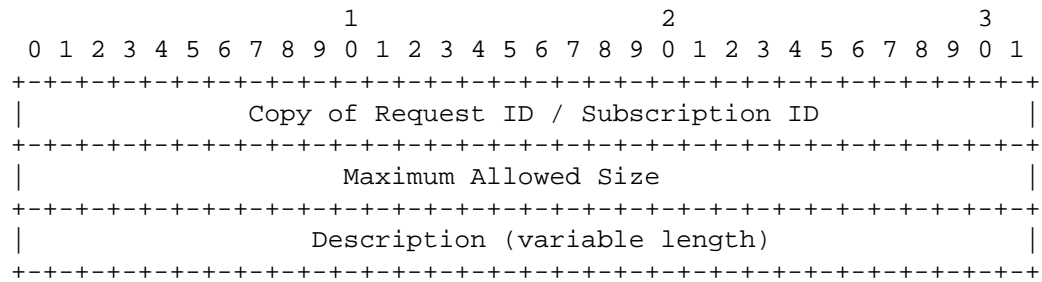 1                   2                   3
 0 1 2 3 4 5 6 7 8 9 0 1 2 3 4 5 6 7 8 9 0 1 2 3 4 5 6 7 8 9 0 1
+-+-+-+-+-+-+-+-+-+-+-+-+-+-+-+-+-+-+-+-+-+-+-+-+-+-+-+-+-+-+-+-+
|              Copy of Request ID / Subscription ID             |
+-+-+-+-+-+-+-+-+-+-+-+-+-+-+-+-+-+-+-+-+-+-+-+-+-+-+-+-+-+-+-+-+
|                    Maximum Allowed Size                       |
+-+-+-+-+-+-+-+-+-+-+-+-+-+-+-+-+-+-+-+-+-+-+-+-+-+-+-+-+-+-+-+-+
|                  Description (variable length)                |
+-+-+-+-+-+-+-+-+-+-+-+-+-+-+-+-+-+-+-+-+-+-+-+-+-+-+-+-+-+-+-+-+